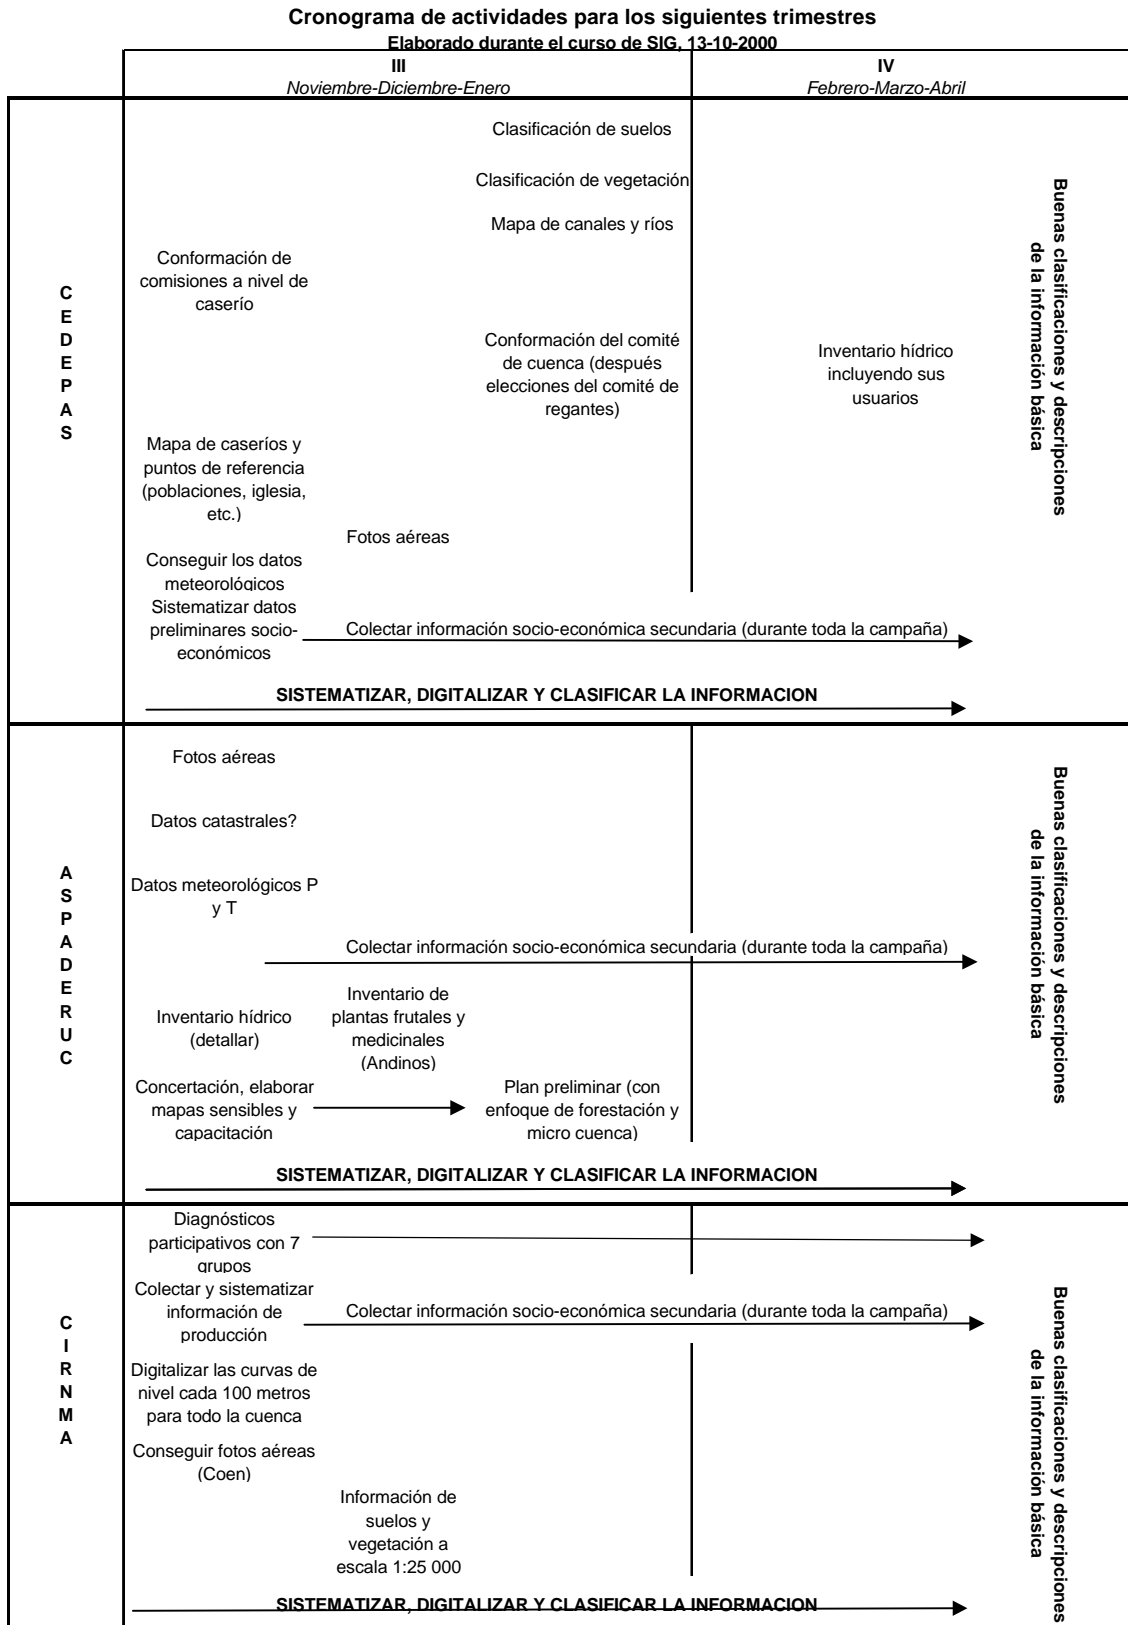 Cronograma de actividades para los siguientes trimestres
Elaborado durante el curso de SIG, 13-10-2000
III
Noviembre-Diciembre-Enero
IV
Febrero-Marzo-Abril
C
E
D
E
P
A
S
Clasificación de suelos
Clasificación de vegetación
Mapa de canales y ríos
Conformación de
comisiones a nivel de
caserío
Conformación del comité
de cuenca (después
elecciones del comité de
regantes)
Inventario hídrico
incluyendo sus
usuarios
Mapa de caseríos y
puntos de referencia
(poblaciones, iglesia,
etc.)
Fotos aéreas
Conseguir los datos
meteorológicos
Sistematizar datos
preliminares socio-
económicos
Colectar información socio-económica secundaria (durante toda la campaña)
SISTEMATIZAR, DIGITALIZAR Y CLASIFICAR LA INFORMACION
Buenas clasificaciones y descripciones
de la información básica
A
S
P
A
D
E
R
U
C
Fotos aéreas
Datos catastrales?
Datos meteorológicos P
y T
Colectar información socio-económica secundaria (durante toda la campaña)
Inventario hídrico
(detallar)
Inventario de
plantas frutales y
medicinales
(Andinos)
Concertación, elaborar
mapas sensibles y
capacitación
Plan preliminar (con
enfoque de forestación y
micro cuenca)
SISTEMATIZAR, DIGITALIZAR Y CLASIFICAR LA INFORMACION
Buenas clasificaciones y descripciones
de la información básica
C
I
R
N
M
A
Diagnósticos
participativos con 7
grupos
Colectar y sistematizar
información de
producción
Colectar información socio-económica secundaria (durante toda la campaña)
Digitalizar las curvas de
nivel cada 100 metros
para todo la cuenca
Conseguir fotos aéreas
(Coen)
Información de
suelos y
vegetación a
escala 1:25 000
SISTEMATIZAR, DIGITALIZAR Y CLASIFICAR LA INFORMACION
Buenas clasificaciones y descripciones
de la información básica